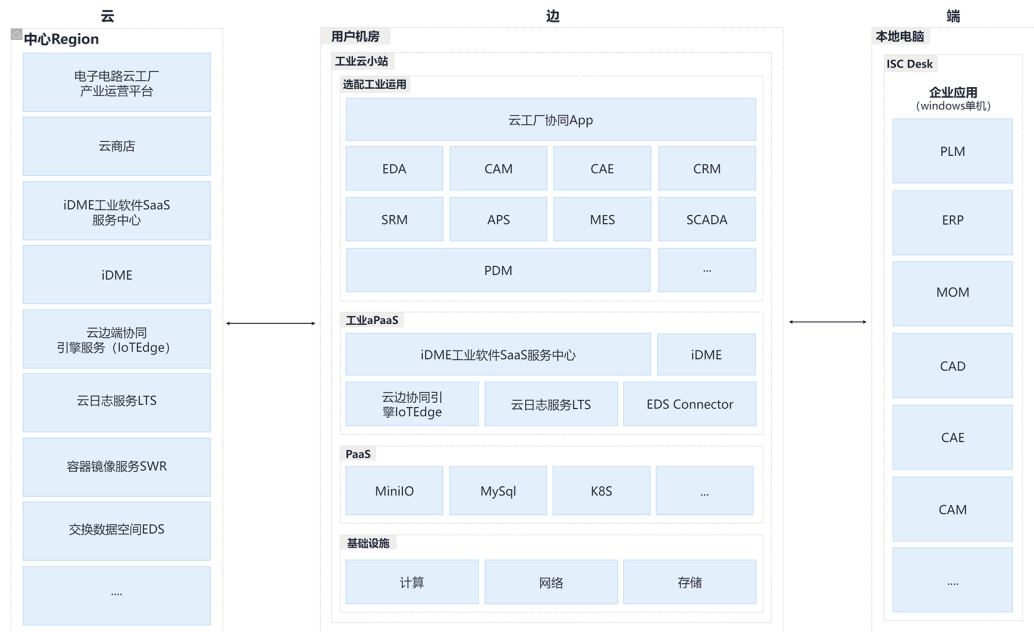 云
中心Region
电子电路云工厂
产业运营平台
云商店
iDME工业软件SaaS
服务中心
iDME
云边端协同
引擎服务（IoTEdge）
云日志服务LTS
容器镜像服务SWR
交换数据空间EDS
....
边
用户机房
工业云小站
选配工业运用
云工厂协同App
EDA
CAM
CAE
CRM
SRM
APS
MES
SCADA
PDM
...
工业aPaaS
iDME工业软件SaaS服务中心
iDME
云边协同引
擎IoTEdge
云日志服务LTS
EDS Connector
PaaS
MiniIO
MySql
K8S
...
基础设施
计算
网络
存储
端
本地电脑
ISC Desk
企业应用
（windows单机）
PLM
ERP
MOM
CAD
CAE
CAM
....